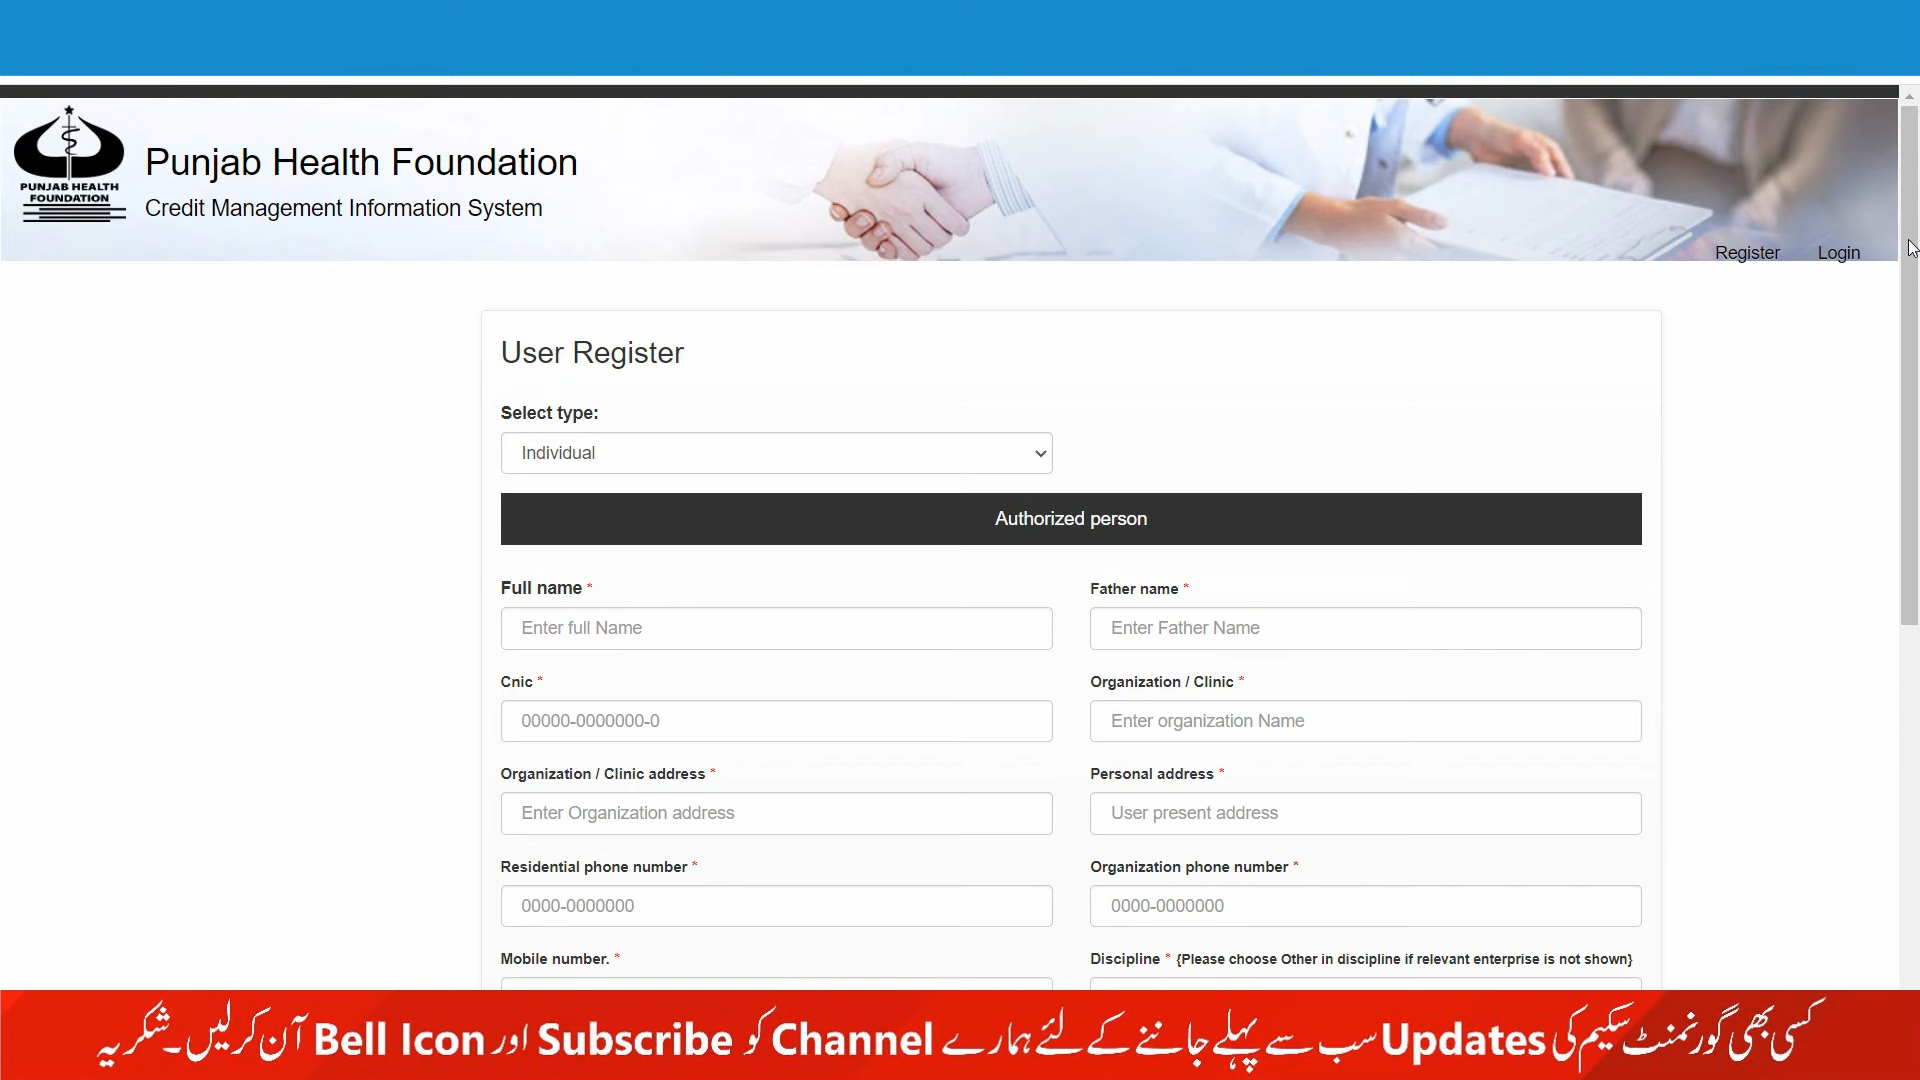 PUNJAB HEALTH
FOUNDATION
Punjab Health Foundation
Credit Management Information System
Register Login
User Register
Select type:
Individual
Authorized person
Full name * Father name *
Enter full Name Enter Father Name
Cnic * Organization / Clinic *
00000-0000000-0 Enter organization Name
Organization / Clinic address * Personal address *
Enter Organization address User present address
Residential phone number * Organization phone number *
0000-0000000 0000-0000000
Mobile number. * Discipline * {Please choose Other in discipline if relevant enterprise is not shown}
کسی بھی گورنمنٹ سکیم کی Updates سب سے پہلے جاننے کے لئے ہمارے Channel کو Subscribe اور Bell Icon آن کرلیں۔ شکریہ